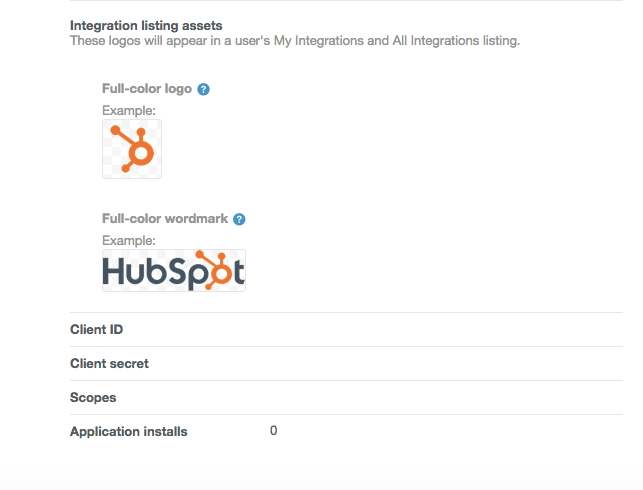 Integration listing assets
These logos will appear in a user's My Integrations and All Integrations listing.
Full-color logo ?
Example:
Full-color wordmark ?
Example:
HubSpot
Client ID
Client secret
Scopes
Application installs 0